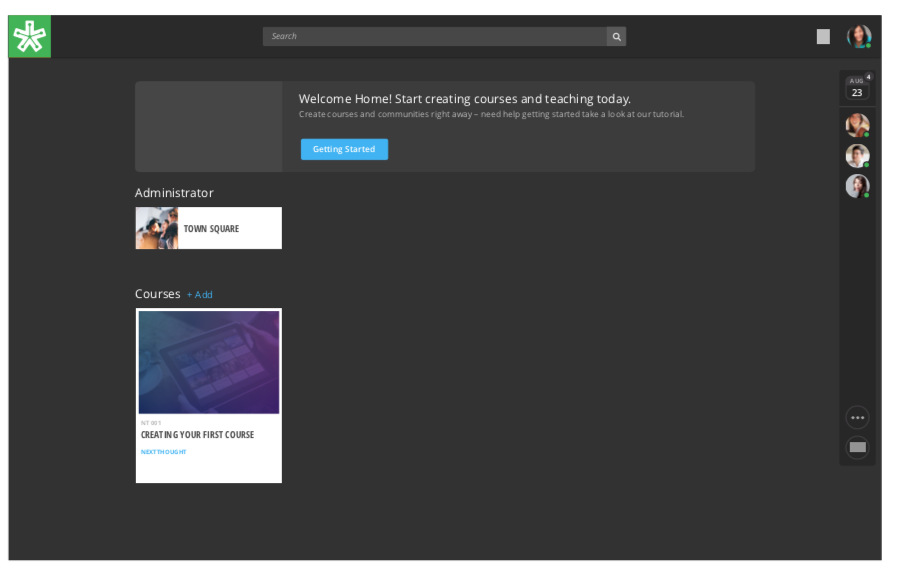 Search
AUG
4
23
Welcome Home! Start creating courses and teaching today.
Create courses and communities right away – need help getting started take a look at our tutorial.
Getting Started
Administrator
TOWN SQUARE
Courses + Add
NT 001
CREATING YOUR FIRST COURSE
NEXTTHOUGHT